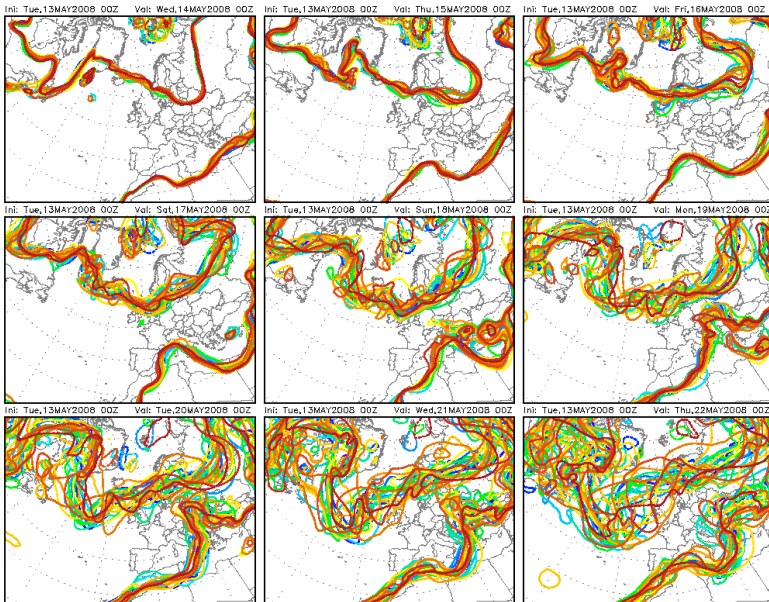 Ini: Tue,13MAY2008 00Z Val: Wed,14MAY2008 00Z
Ini: Tue,13MAY2008 00Z Val: Thu,15MAY2008 00Z
Ini: Tue,13MAY2008 00Z Val: Fri,16MAY2008 00Z
Ini: Tue,13MAY2008 00Z Val: Sat,17MAY2008 00Z
Ini: Tue,13MAY2008 00Z Val: Sun,18MAY2008 00Z
Ini: Tue,13MAY2008 00Z Val: Mon,19MAY2008 00Z
Ini: Tue,13MAY2008 00Z Val: Tue,20MAY2008 00Z
Ini: Tue,13MAY2008 00Z Val: Wed,21MAY2008 00Z
Ini: Tue,13MAY2008 00Z Val: Thu,22MAY2008 00Z